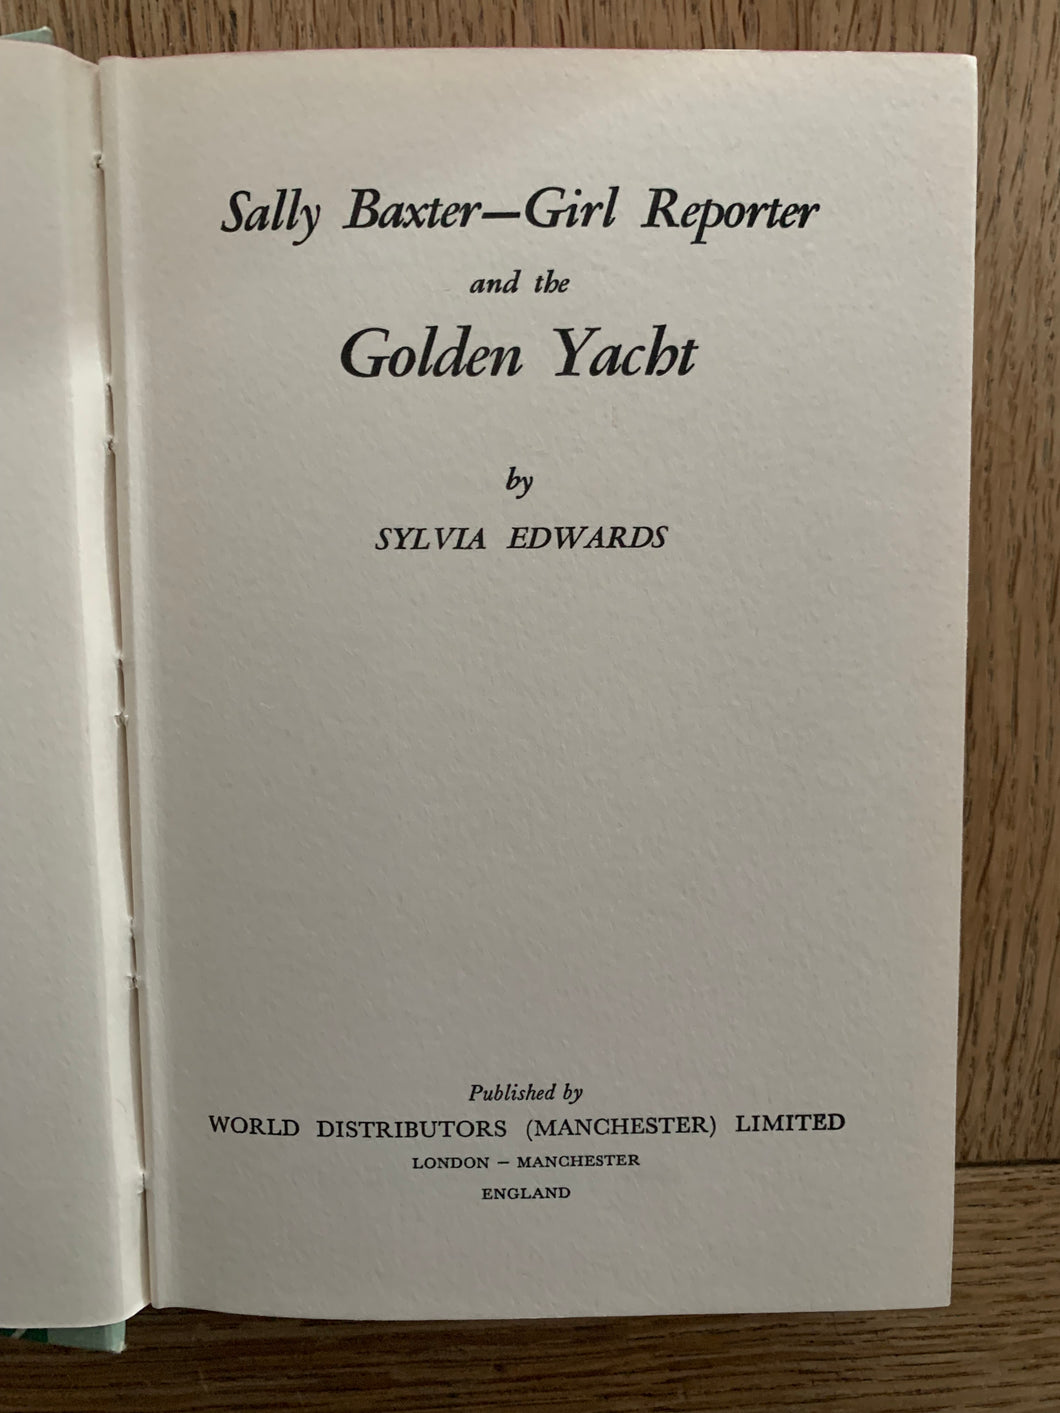 Sally Baxter—Girl Reporter
and the
Golden Yacht
by
SYLVIA EDWARDS
Published by
WORLD DISTRIBUTORS (MANCHESTER) LIMITED
LONDON – MANCHESTER
ENGLAND